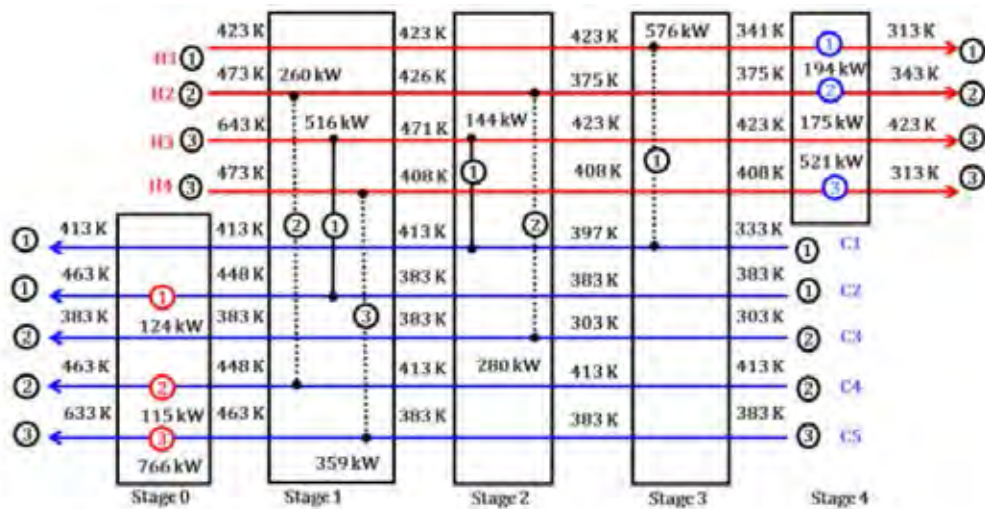 423 K 423 K 423 K 576 kW 341 K 1 313 K 1
H1 1
473 K 260 kW 426 K 375 K 375 K 194 kW 343 K
H2 2 2 2
643 K 516 kW 471 K 144 kW 423 K 423 K 175 kW 423 K
H3 3 3
473 K 408 K 1 408 K 1 408 K 521 kW 313 K
H4 3 3 3
413 K 413 K 2 1 413 K 2 397 K 333 K
1 1 C1
463 K 448 K 383 K 383 K 383 K
1 1 1 C2
383 K 124 kW 383 K 3 383 K 303 K 303 K
2 2 C3
463 K 448 K 413 K 280 kW 413 K 413 K
2 2 2 C4
633 K 115 kW 463 K 383 K 383 K 383 K
3 3 3 C5
766 kW 359 kW
Stage 0 Stage 1 Stage 2 Stage 3 Stage 4